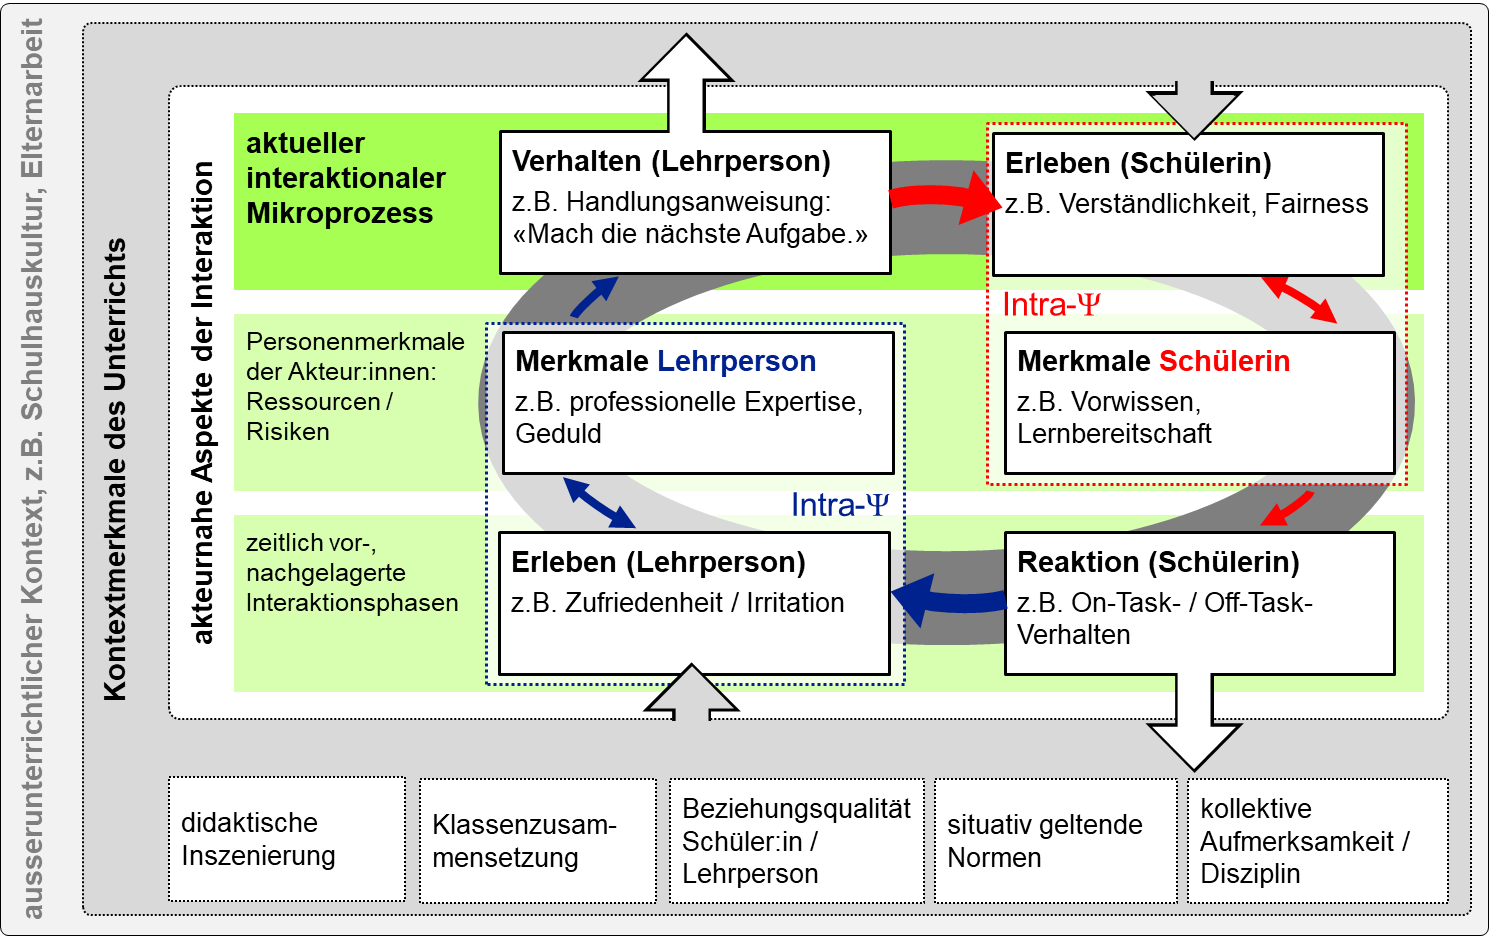 ausserunterrichtlicher Kontext, z.B. Schulhauskultur, Elternarbeit
Kontextmerkmale des Unterrichts
akteurnahe Aspekte der Interaktion
aktueller
interaktionaler
Mikroprozess
Verhalten (Lehrperson)
z.B. Handlungsanweisung:
«Mach die nächste Aufgabe.»
Erleben (Schülerin)
z.B. Verständlichkeit, Fairness
Intra-Ψ
Personenmerkmale
der Akteur:innen:
Ressourcen /
Risiken
Merkmale Lehrperson
z.B. professionelle Expertise,
Geduld
Merkmale Schülerin
z.B. Vorwissen,
Lernbereitschaft
Intra-Ψ
zeitlich vor-,
nachgelagerte
Interaktionsphasen
Erleben (Lehrperson)
z.B. Zufriedenheit / Irritation
Reaktion (Schülerin)
z.B. On-Task- / Off-Task-
Verhalten
didaktische
Inszenierung
Klassenzusam-
mensetzung
Beziehungsqualität
Schüler:in /
Lehrperson
situativ geltende
Normen
kollektive
Aufmerksamkeit /
Disziplin